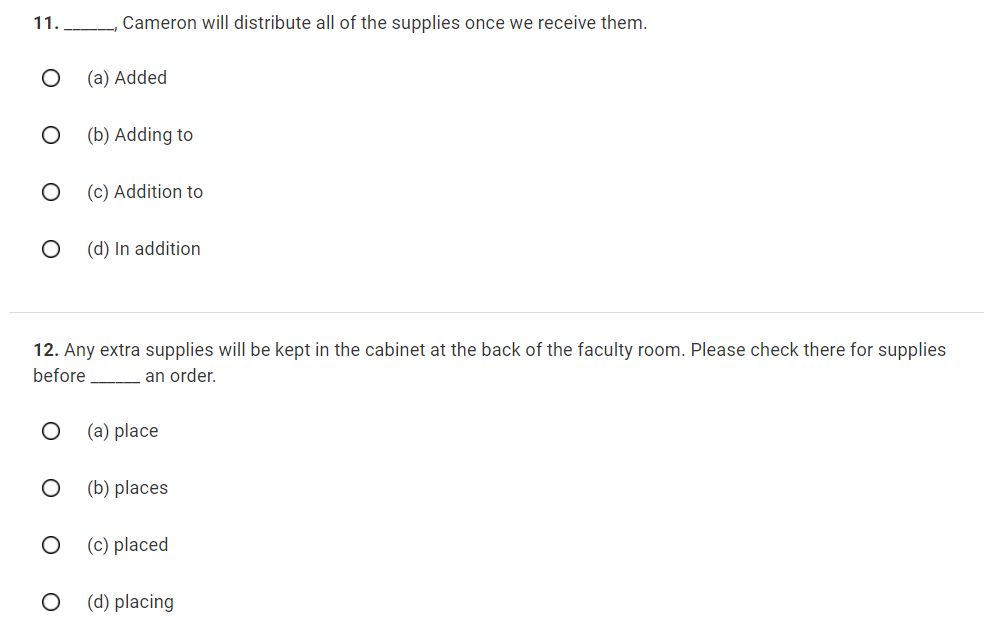 11. ______, Cameron will distribute all of the supplies once we receive them.
(a) Added
(b) Adding to
(c) Addition to
(d) In addition
12. Any extra supplies will be kept in the cabinet at the back of the faculty room. Please check there for supplies
before ______ an order.
(a) place
(b) places
(c) placed
(d) placing